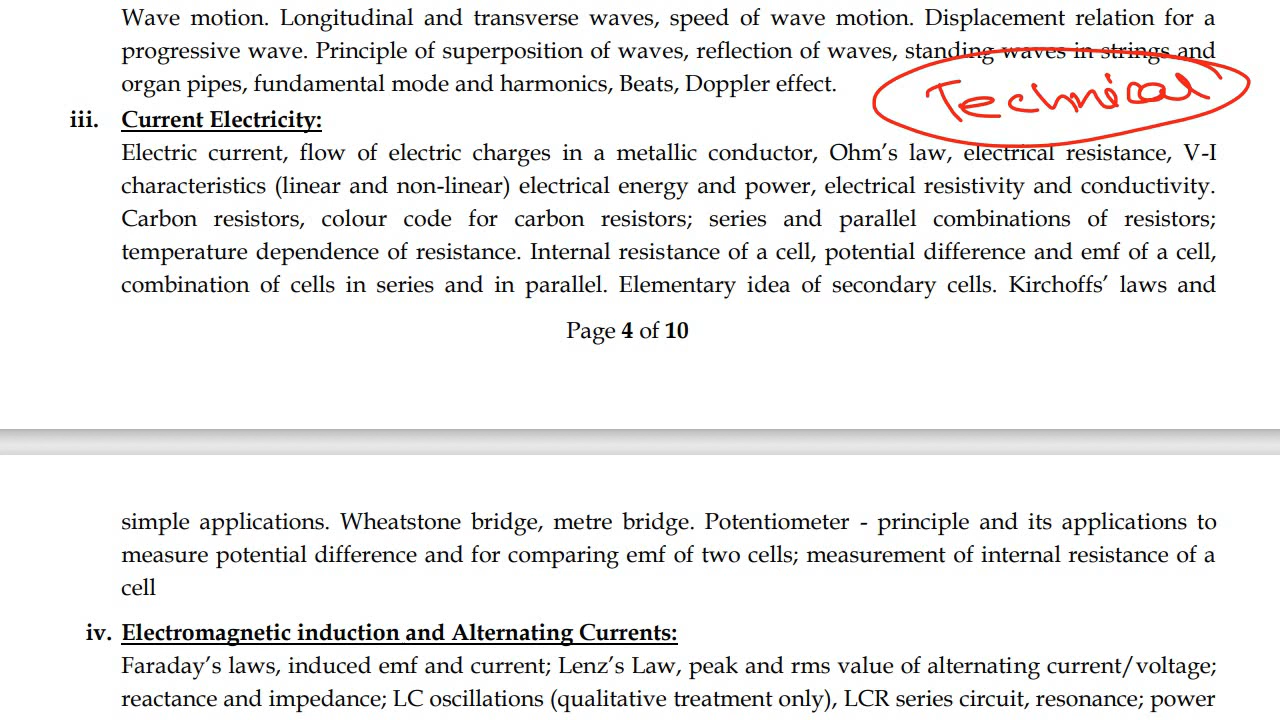 Wave motion. Longitudinal and transverse waves, speed of wave motion. Displacement relation for a
progressive wave. Principle of superposition of waves, reflection of waves, standing waves in strings and
organ pipes, fundamental mode and harmonics, Beats, Doppler effect.
Technical
iii. Current Electricity:
Electric current, flow of electric charges in a metallic conductor, Ohm's law, electrical resistance, V-I
characteristics (linear and non-linear) electrical energy and power, electrical resistivity and conductivity.
Carbon resistors, colour code for carbon resistors; series and parallel combinations of resistors;
temperature dependence of resistance. Internal resistance of a cell, potential difference and emf of a cell,
combination of cells in series and in parallel. Elementary idea of secondary cells. Kirchoffs' laws and
Page 4 of 10
simple applications. Wheatstone bridge, metre bridge. Potentiometer - principle and its applications to
measure potential difference and for comparing emf of two cells; measurement of internal resistance of a
cell
iv. Electromagnetic induction and Alternating Currents:
Faraday's laws, induced emf and current; Lenz's Law, peak and rms value of alternating current/voltage;
reactance and impedance; LC oscillations (qualitative treatment only), LCR series circuit, resonance; power